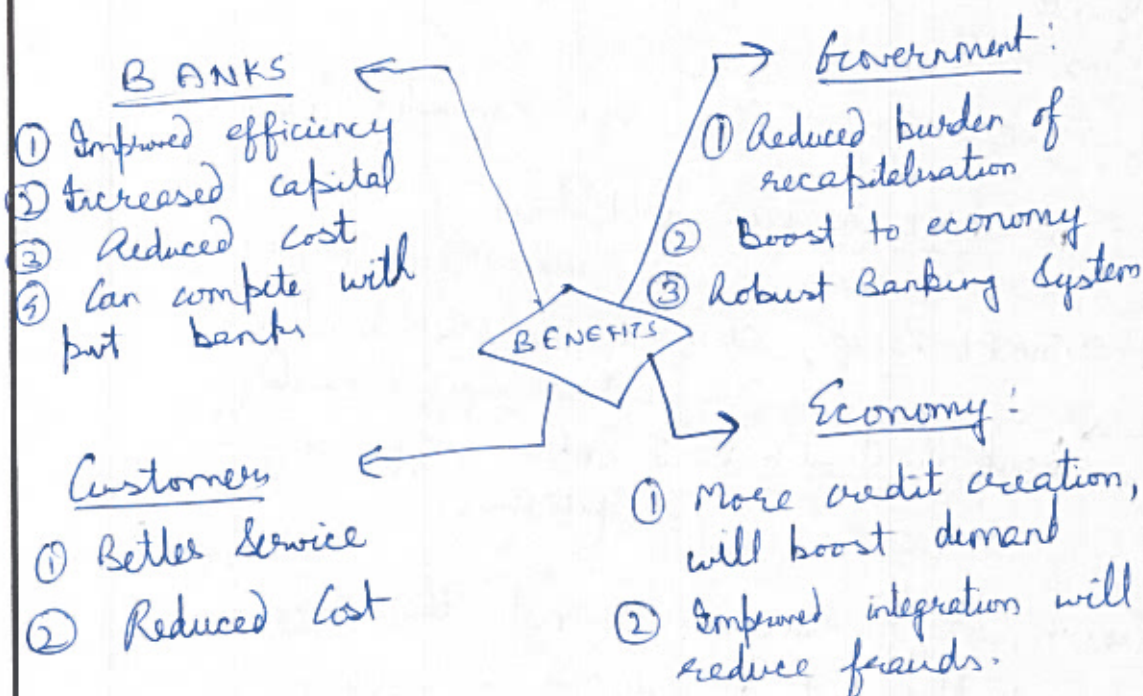 BANKS
① Improved efficiency
② Increased capital
③ Reduced cost
④ Can compete with
pvt banks
Government:
① Reduced burden of
recapitalisation
② Boost to economy
③ Robust Banking System
BENEFITS
Customers
① Better Service
② Reduced Cost
Economy:
① More credit creation,
will boost demand
② Improved integration will
reduce frauds.